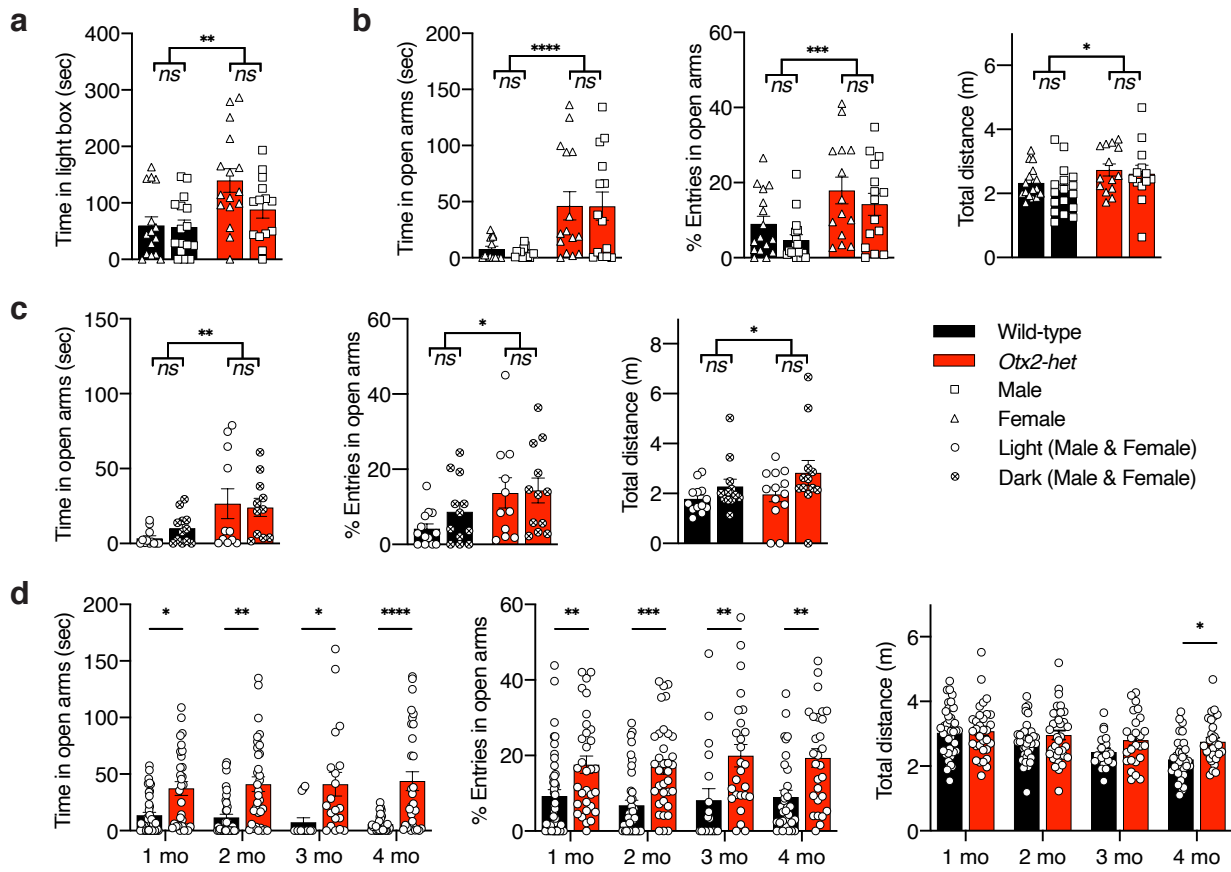 a
Time in light box (sec)
400
300
200
100
0
**
ns
ns
b
Time in open arms (sec)
200
150
100
50
0
****
ns
ns
% Entries in open arms
60
40
20
0
***
ns
ns
Total distance (m)
6
4
2
0
*
ns
ns
c
Time in open arms (sec)
150
100
50
0
**
ns
ns
% Entries in open arms
60
40
20
0
*
ns
ns
Total distance (m)
8
6
4
2
0
*
ns
ns
Wild-type
Otx2-het
Male
Female
Light (Male & Female)
Dark (Male & Female)
d
Time in open arms (sec)
200
150
100
50
0
* ** * ****
1 mo 2 mo 3 mo 4 mo
% Entries in open arms
60
40
20
0
** *** ** **
1 mo 2 mo 3 mo 4 mo
Total distance (m)
6
4
2
0
*
1 mo 2 mo 3 mo 4 mo